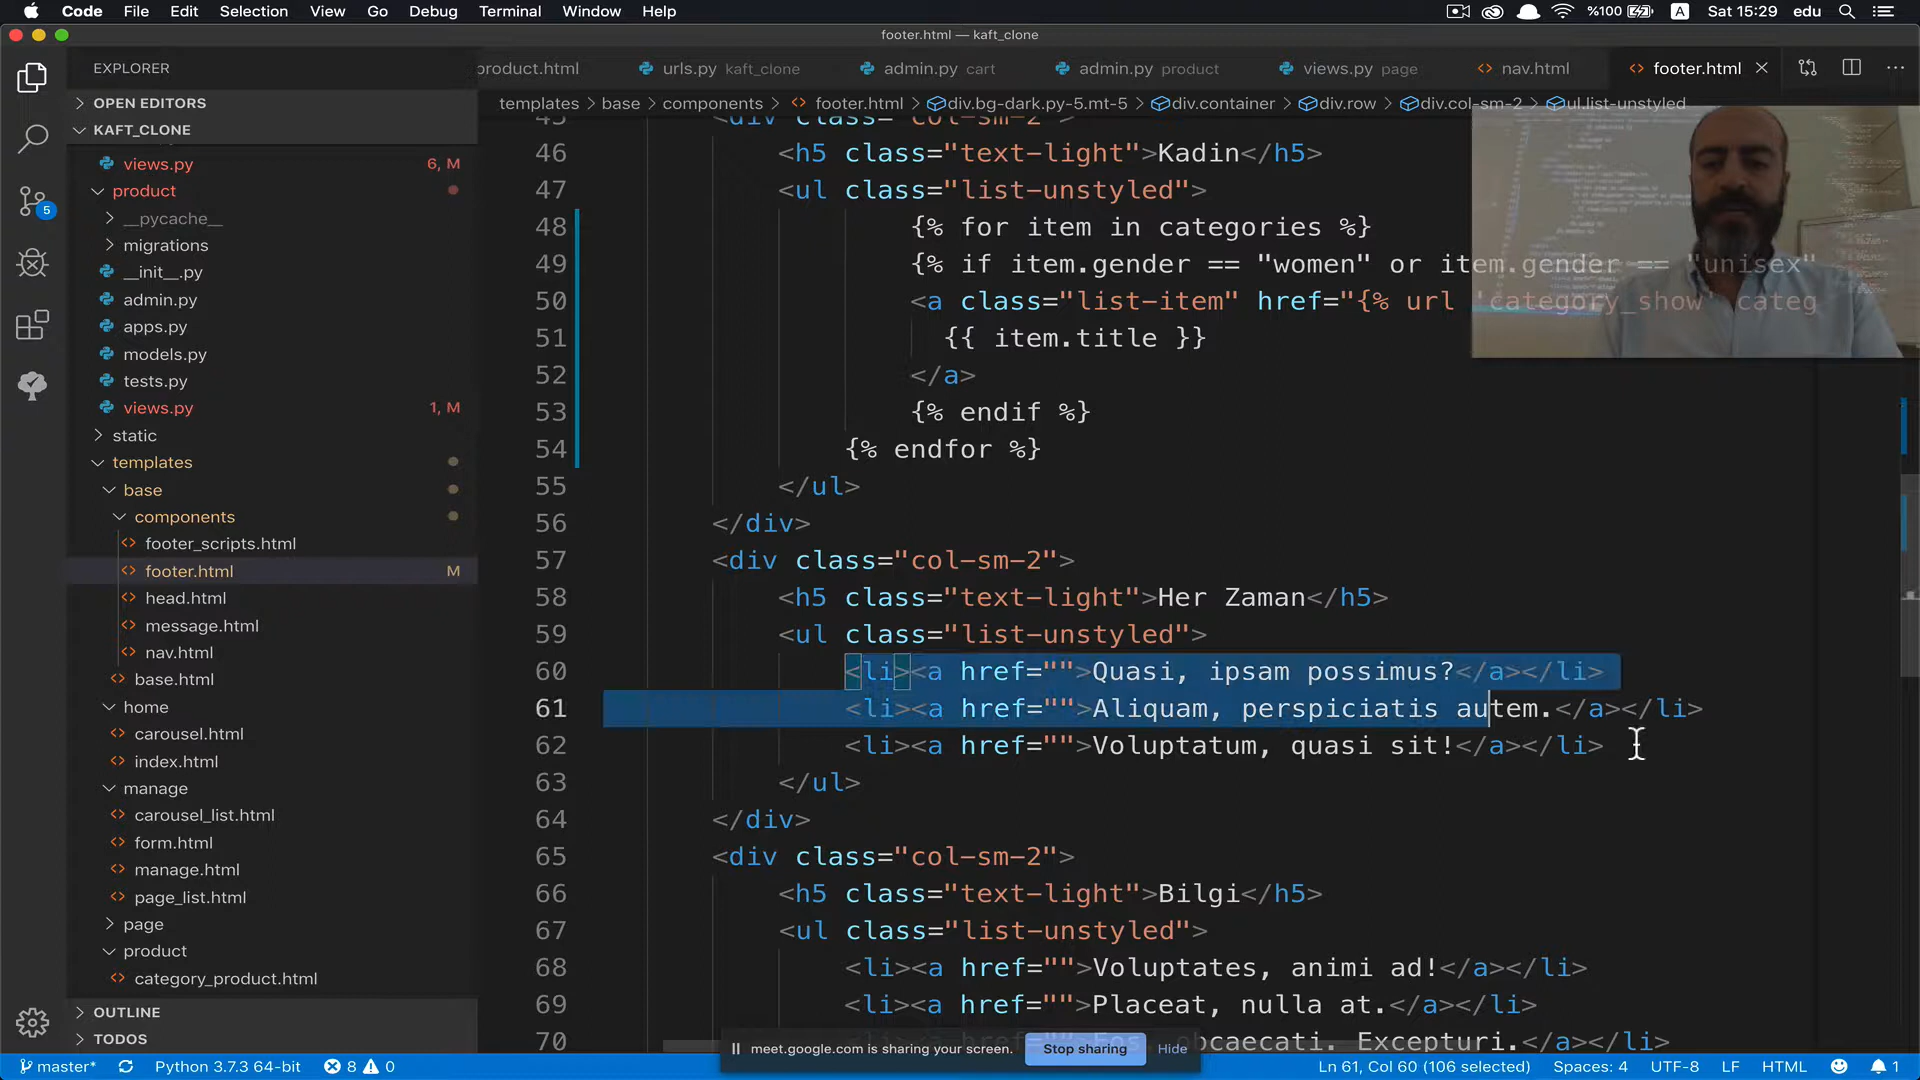 Code File Edit Selection View Go Debug Terminal Window Help %100 A Sat 15:29 edu
footer.html — kaft_clone
EXPLORER
product.html urls.py kaft_clone admin.py cart admin.py product views.py page nav.html footer.html
OPEN EDITORS
templates > base > components > footer.html > div.bg-dark.py-5.mt-5 > div.container > div.row > div.col-sm-2 > ul.list-unstyled
KAFT_CLONE
views.py 6, M
product
__pycache__
migrations
__init__.py
admin.py
apps.py
models.py
tests.py
views.py 1, M
static
templates
base
components
footer_scripts.html
footer.html M
head.html
message.html
nav.html
base.html
home
carousel.html
index.html
manage
carousel_list.html
form.html
manage.html
page_list.html
page
product
category_product.html
OUTLINE
TODOS
5
45 <div class="col-sm-2">
46 <h5 class="text-light">Kadin</h5>
47 <ul class="list-unstyled">
48 {% for item in categories %}
49 {% if item.gender == "women" or item.gender == "unisex"
50 <a class="list-item" href="{% url 'category_show' categ
51 {{ item.title }}
52 </a>
53 {% endif %}
54 {% endfor %}
55 </ul>
56 </div>
57 <div class="col-sm-2">
58 <h5 class="text-light">Her Zaman</h5>
59 <ul class="list-unstyled">
60 <li><a href="">Quasi, ipsam possimus?</a></li>
61 <li><a href="">Aliquam, perspiciatis autem.</a></li>
62 <li><a href="">Voluptatum, quasi sit!</a></li>
63 </ul>
64 </div>
65 <div class="col-sm-2">
66 <h5 class="text-light">Bilgi</h5>
67 <ul class="list-unstyled">
68 <li><a href="">Voluptates, animi ad!</a></li>
69 <li><a href="">Placeat, nulla at.</a></li>
70 obcaecati. Excepturi.</a></li>
meet.google.com is sharing your screen. Stop sharing Hide
master* Python 3.7.3 64-bit 8 0 Ln 61, Col 60 (106 selected) Spaces: 4 UTF-8 LF HTML 1